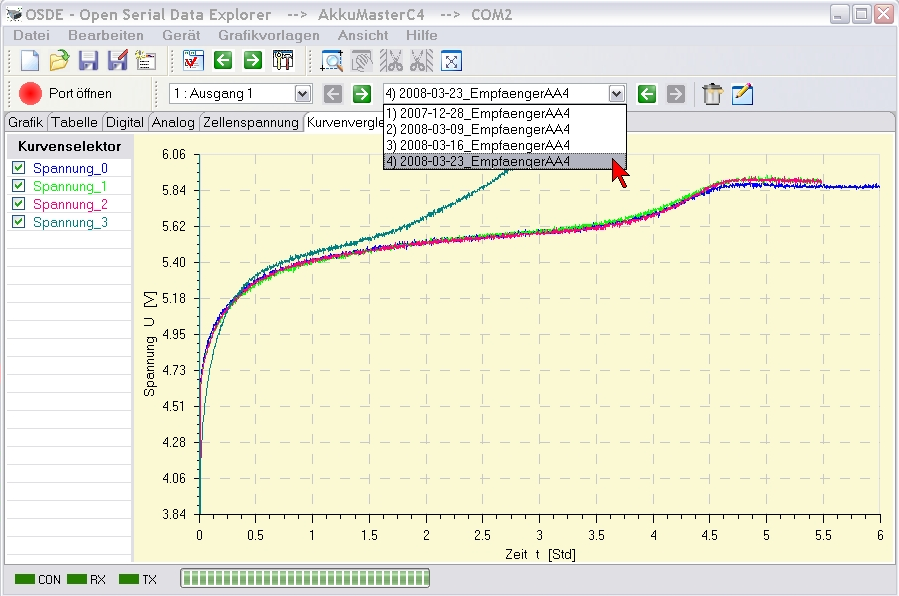 OSDE - Open Serial Data Explorer --> AkkuMasterC4 --> COM2
Datei Bearbeiten Gerät Grafikvorlagen Ansicht Hilfe
Port öffnen
1 : Ausgang 1
4) 2008-03-23_EmpfaengerAA4
1) 2007-12-28_EmpfaengerAA4
2) 2008-03-09_EmpfaengerAA4
3) 2008-03-16_EmpfaengerAA4
4) 2008-03-23_EmpfaengerAA4
Grafik Tabelle Digital Analog Zellenspannung Kurvenvergle
Kurvenselektor
Spannung_0
Spannung_1
Spannung_2
Spannung_3
Spannung U [V]
6.06
5.84
5.62
5.40
5.18
4.95
4.73
4.51
4.28
4.06
3.84
0 0.5 1 1.5 2 2.5 3 3.5 4 4.5 5 5.5 6
Zeit t [Std]
CON RX TX